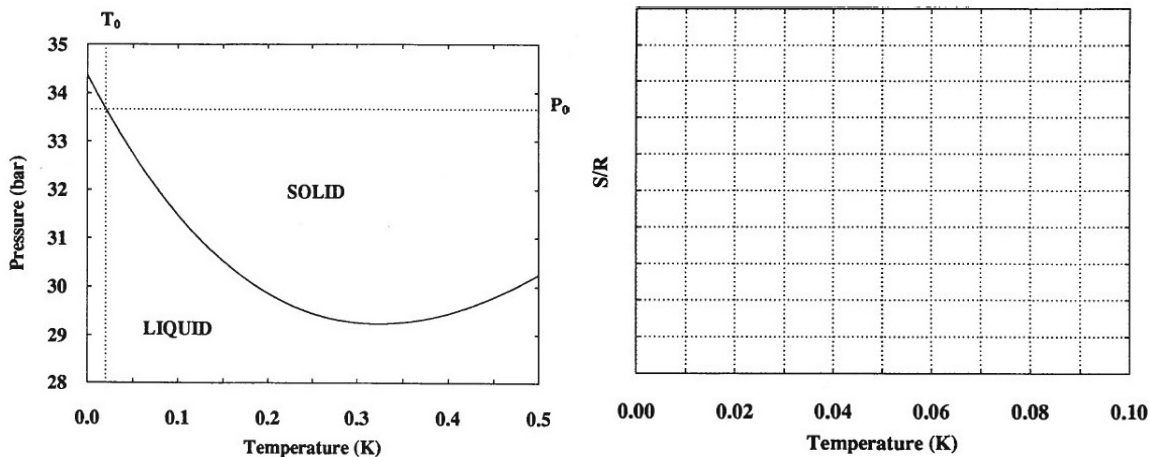 T₀
35
34
P₀
33
32
SOLID
31
30
LIQUID
29
28
0.0 0.1 0.2 0.3 0.4 0.5
Temperature (K)
Pressure (bar)
S/R
0.00 0.02 0.04 0.06 0.08 0.10
Temperature (K)